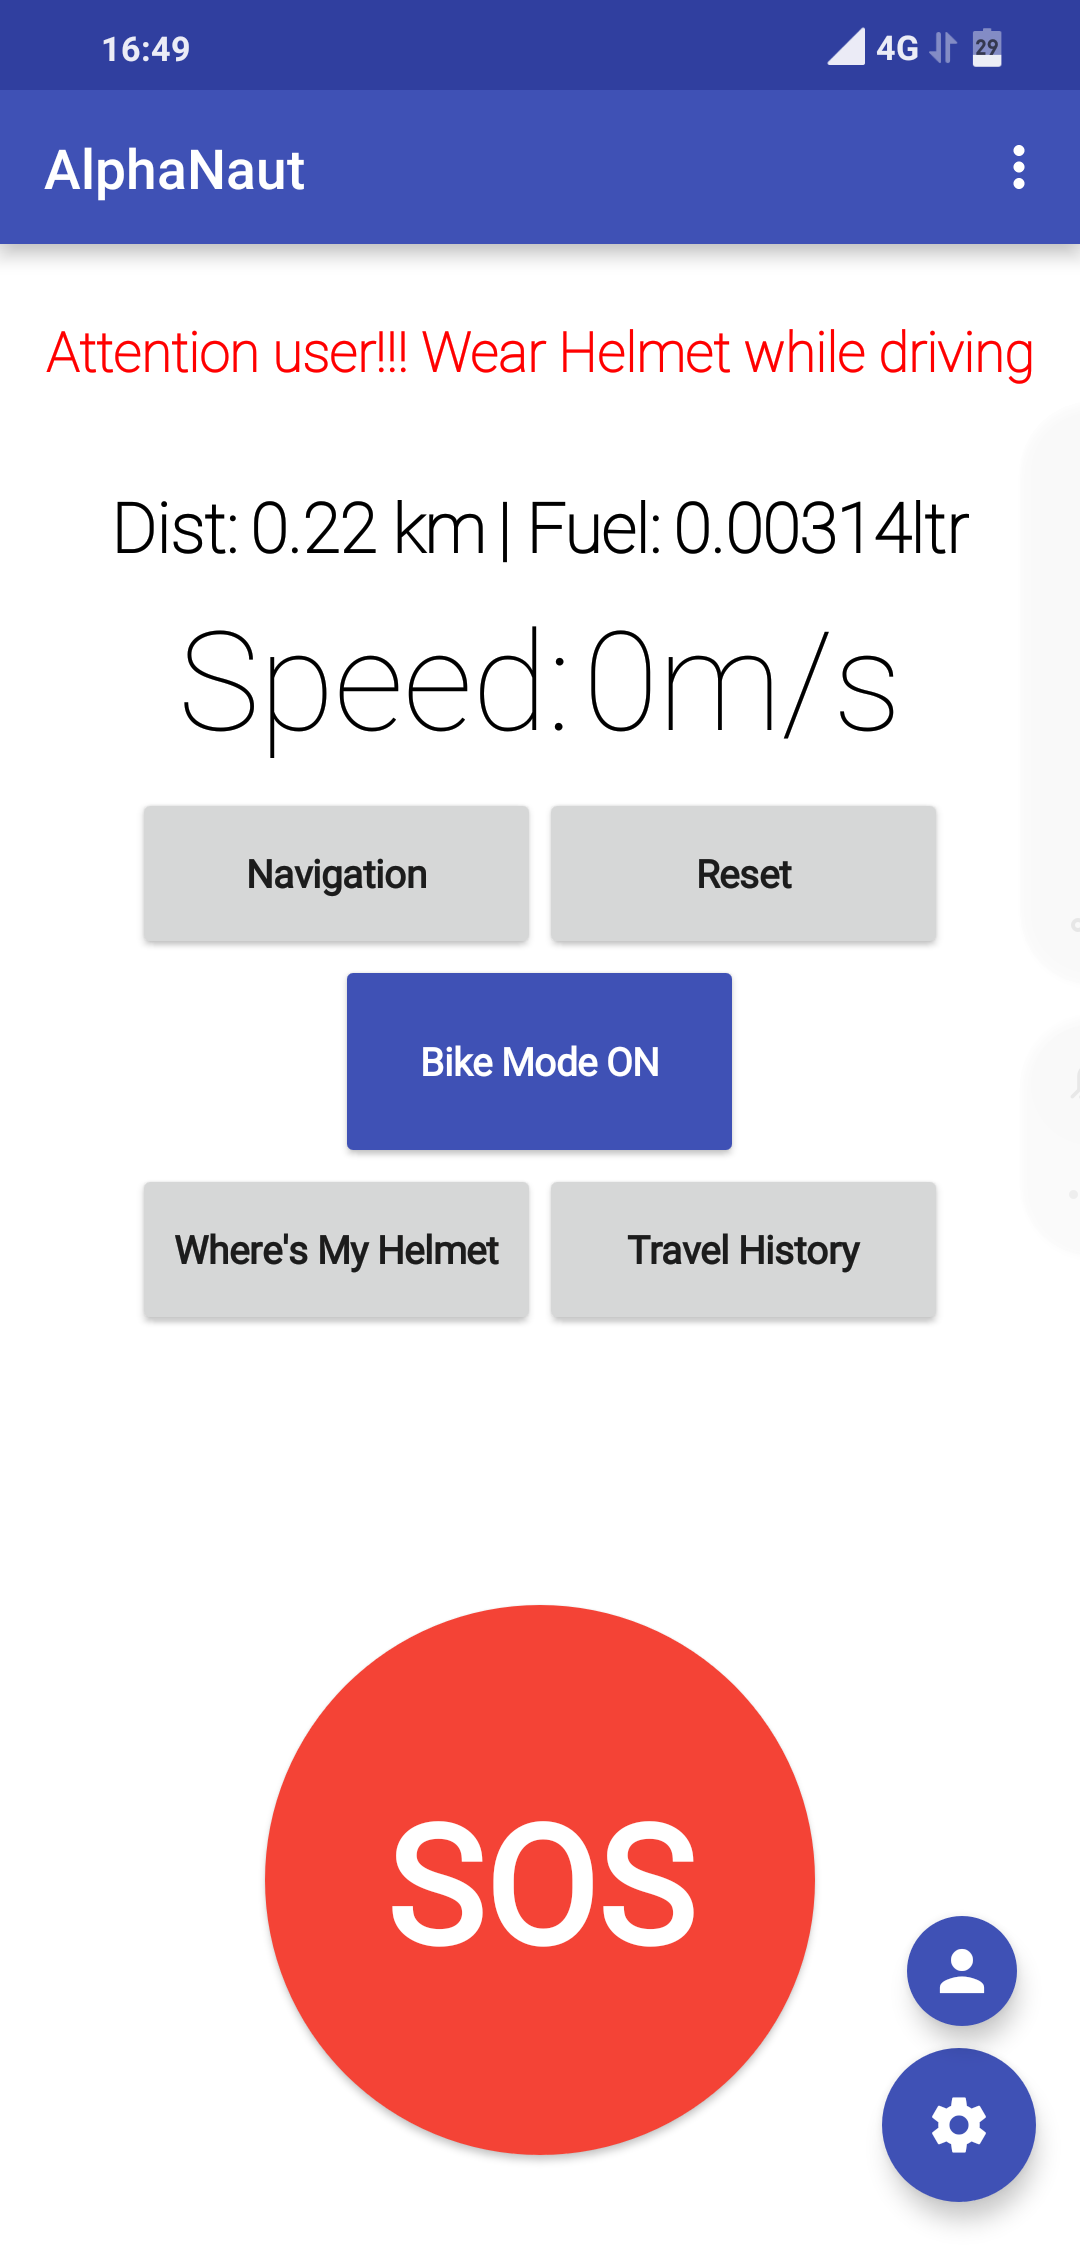 16:49
4G
29
AlphaNaut
Attention user!!! Wear Helmet while driving
Dist: 0.22 km | Fuel: 0.00314ltr
Speed:0m/s
Navigation
Reset
Bike Mode ON
Where's My Helmet
Travel History
SOS